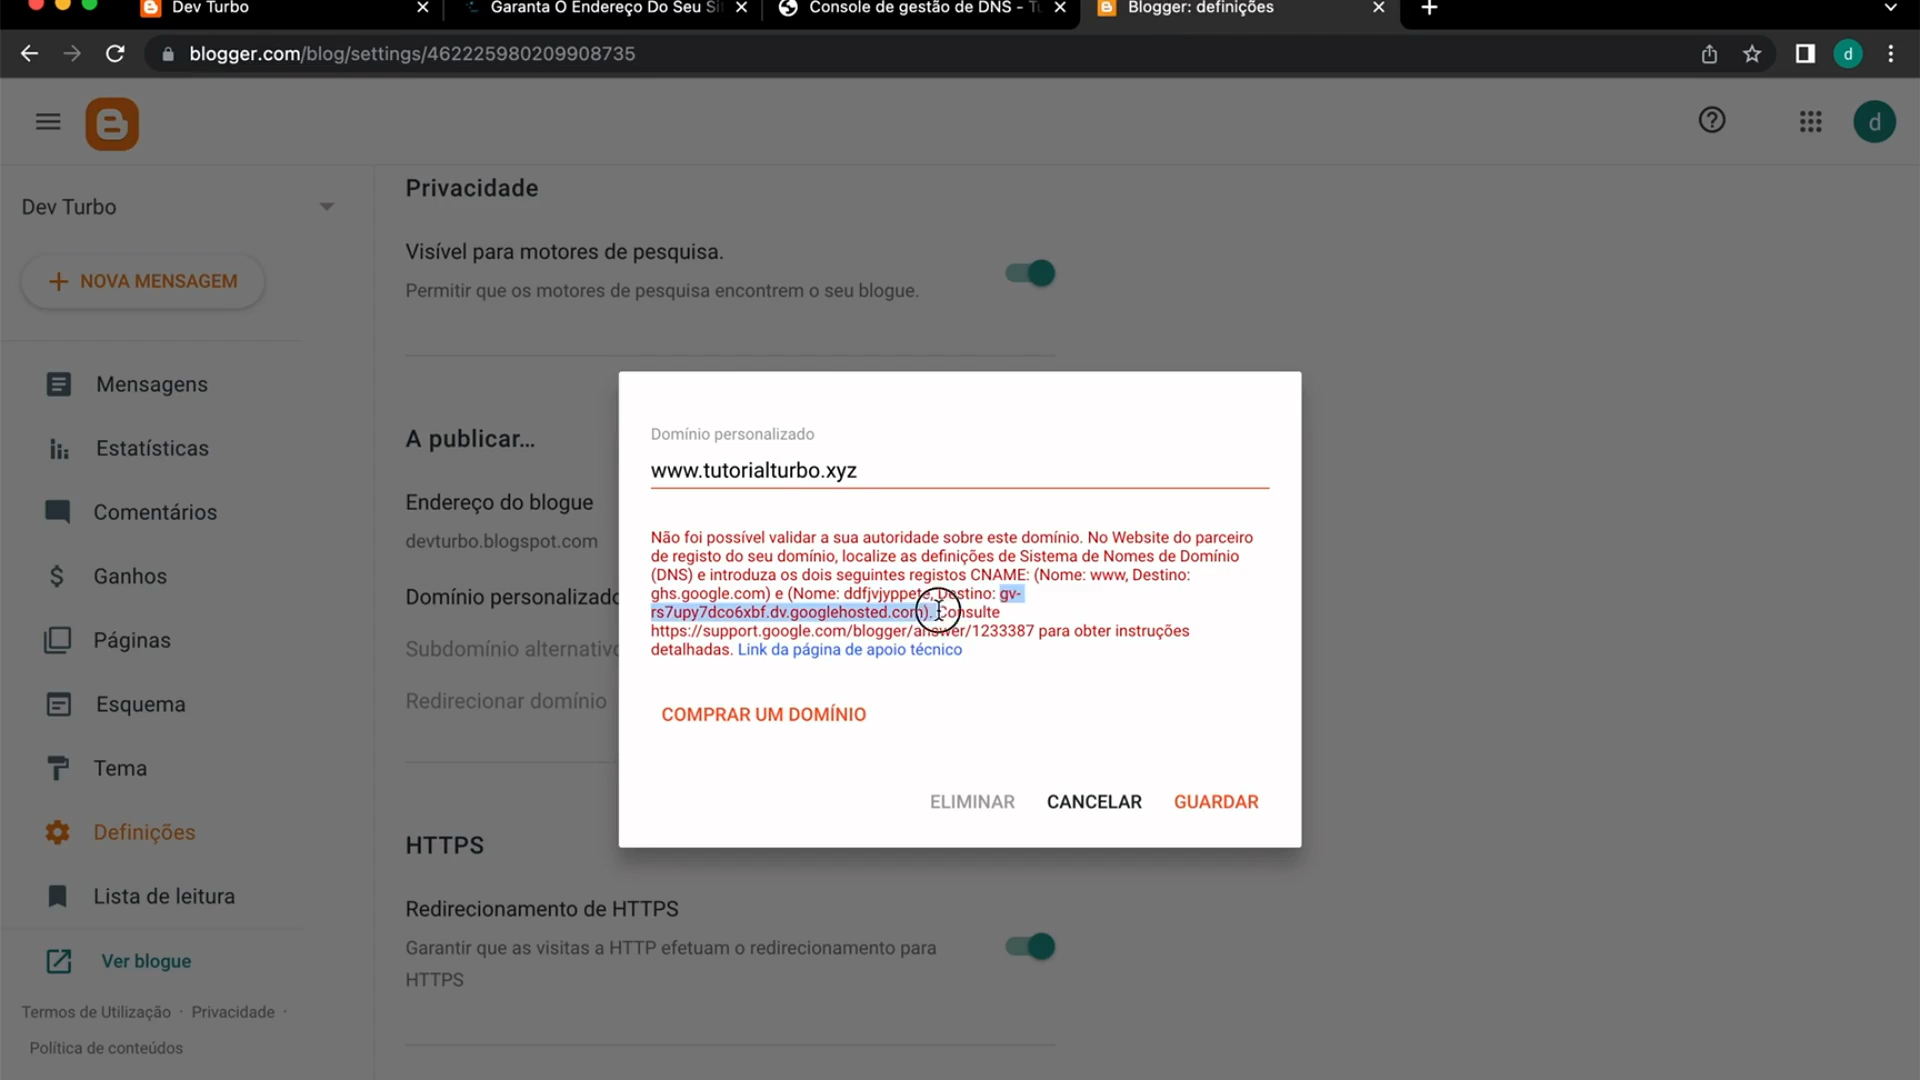 Dev Turbo
Garanta O Endereço Do Seu Si
Console de gestão de DNS - Tu
Blogger: definições
blogger.com/blog/settings/462225980209908735
d
d
Dev Turbo
NOVA MENSAGEM
Mensagens
Estatísticas
Comentários
Ganhos
Páginas
Esquema
Tema
Definições
Lista de leitura
Ver blogue
Termos de Utilização · Privacidade ·
Política de conteúdos
Privacidade
Visível para motores de pesquisa.
Permitir que os motores de pesquisa encontrem o seu blogue.
A publicar…
Endereço do blogue
devturbo.blogspot.com
Domínio personalizado
Subdomínio alternativo
Redirecionar domínio
HTTPS
Redirecionamento de HTTPS
Garantir que as visitas a HTTP efetuam o redirecionamento para
HTTPS
Domínio personalizado
www.tutorialturbo.xyz
Não foi possível validar a sua autoridade sobre este domínio. No Website do parceiro
de registo do seu domínio, localize as definições de Sistema de Nomes de Domínio
(DNS) e introduza os dois seguintes registos CNAME: (Nome: www, Destino:
ghs.google.com) e (Nome: ddfjvjyppete, Destino: gv-
rs7upy7dco6xbf.dv.googlehosted.com). Consulte
https://support.google.com/blogger/answer/1233387 para obter instruções
detalhadas. Link da página de apoio técnico
COMPRAR UM DOMÍNIO
ELIMINAR
CANCELAR
GUARDAR